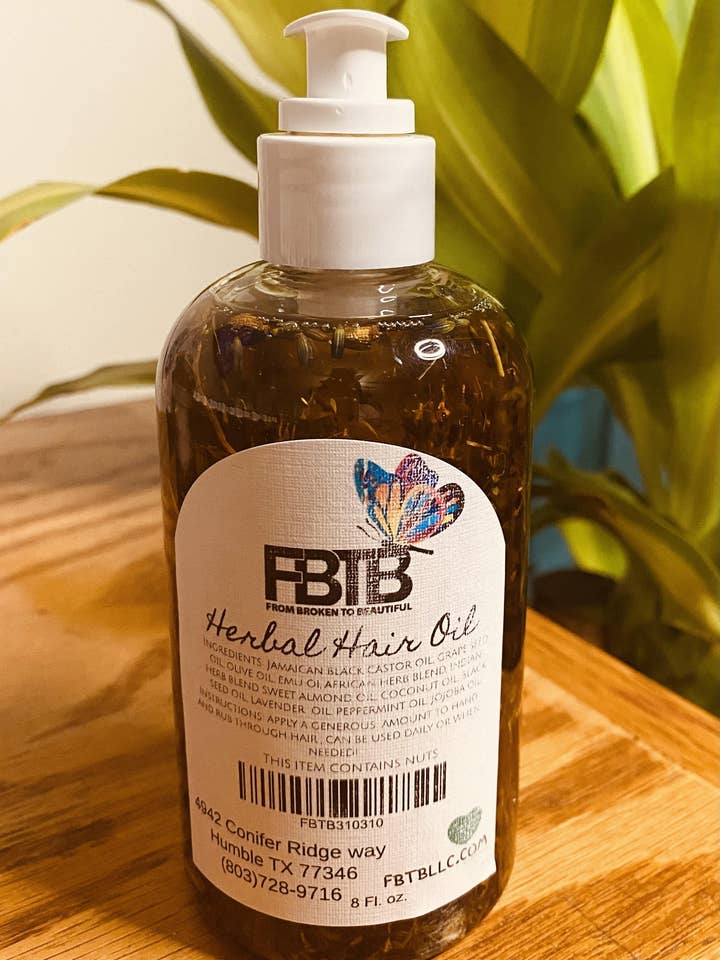 FBTB
FROM BROKEN TO BEAUTIFUL
Herbal Hair Oil
INGREDIENTS: JAMAICAN BLACK CASTOR OIL, GRAPE SEED
OIL, OLIVE OIL, EMU OI, AFRICAN HERB BLEND, INDIAN
HERB BLEND SWEET ALMOND OIL, COCONUT OIL, BLACK
SEED OIL, LAVENDER OIL, PEPPERMINT OIL, JOJOBA OIL.
INSTRUCTIONS: APPLY A GENEROUS AMOUNT TO HAND
AND RUB THROUGH HAIR, CAN BE USED DAILY OR WHEN
NEEDED!
THIS ITEM CONTAINS NUTS
FBTB310310
4942 Conifer Ridge way
Humble TX 77346
(803)728-9716
8 Fl. oz.
FBTBLLC.COM